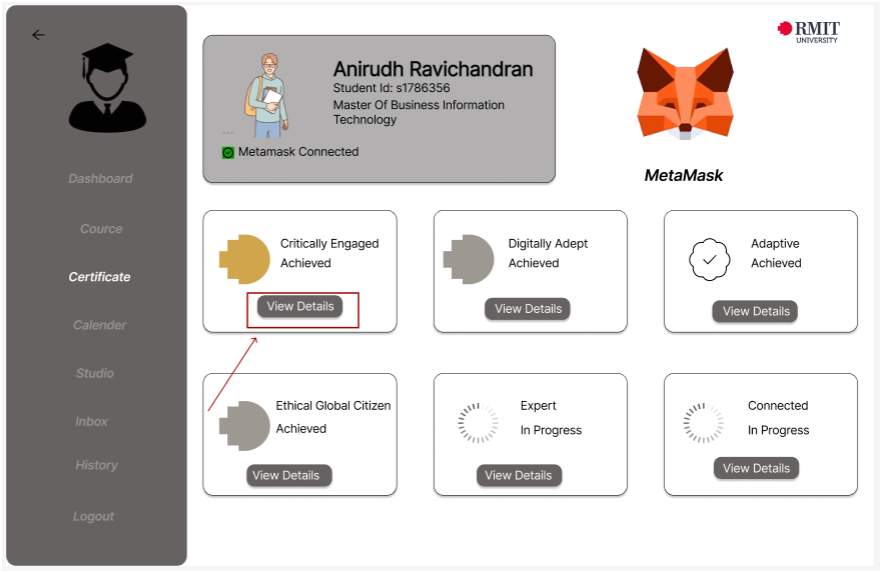 RMIT
UNIVERSITY
Anirudh Ravichandran
Student Id: s1786356
Master Of Business Information
Technology
Metamask Connected
MetaMask
Dashboard
Cource
Certificate
Calender
Studio
Inbox
History
Logout
Critically Engaged
Achieved
View Details
Digitally Adept
Achieved
View Details
Adaptive
Achieved
View Details
Ethical Global Citizen
Achieved
View Details
Expert
In Progress
View Details
Connected
In Progress
View Details